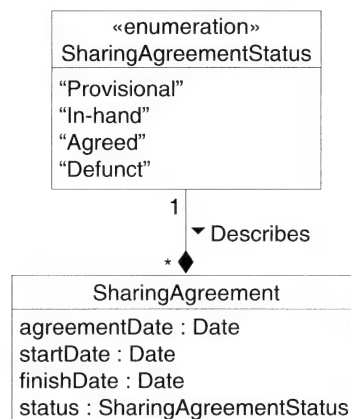 «enumeration»
SharingAgreementStatus
“Provisional”
“In-hand”
“Agreed”
“Defunct”
1
Describes
*
SharingAgreement
agreementDate : Date
startDate : Date
finishDate : Date
status : SharingAgreementStatus